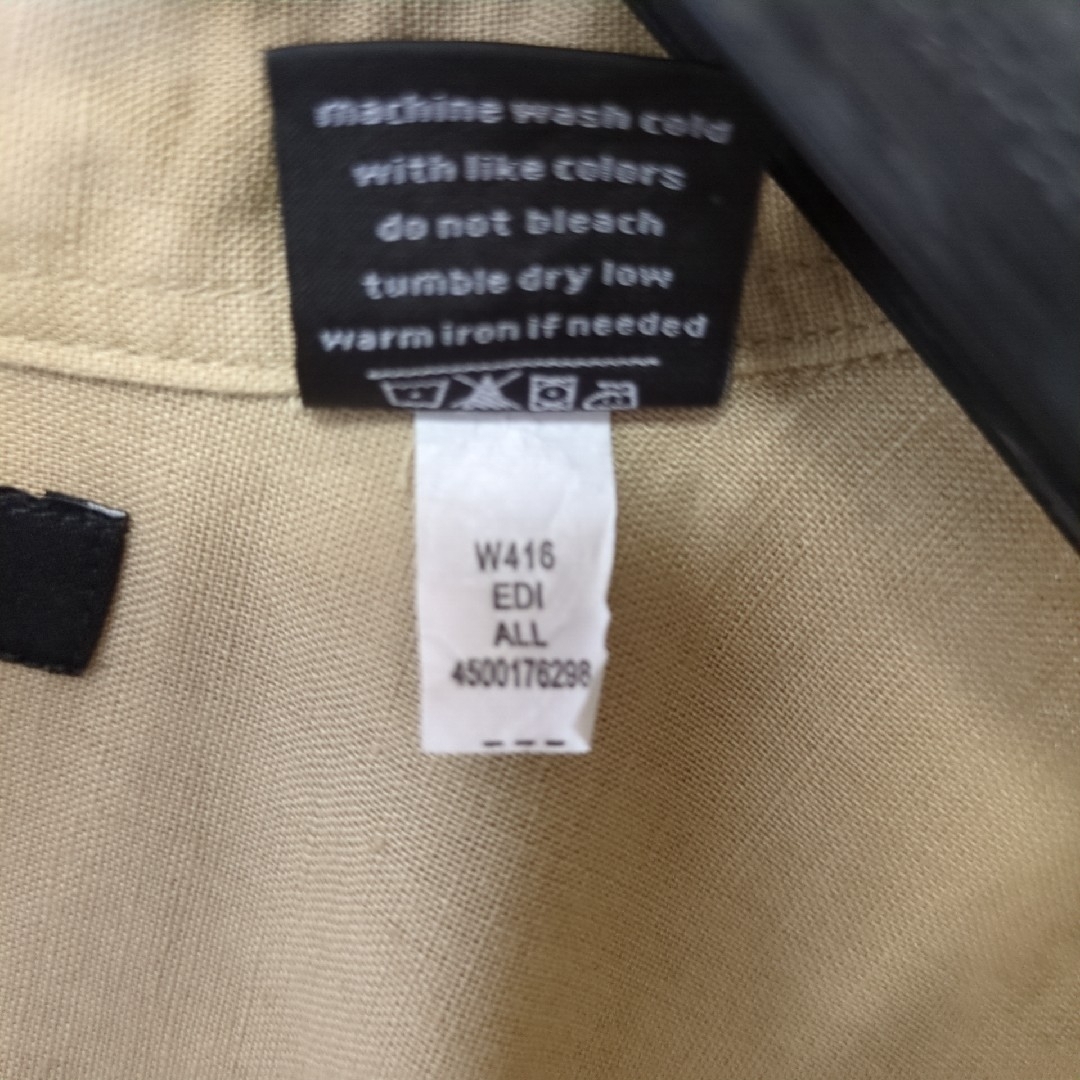 machine wash cold
with like colors
do not bleach
tumble dry low
warm iron if needed
W416
EDI
ALL
4500176298